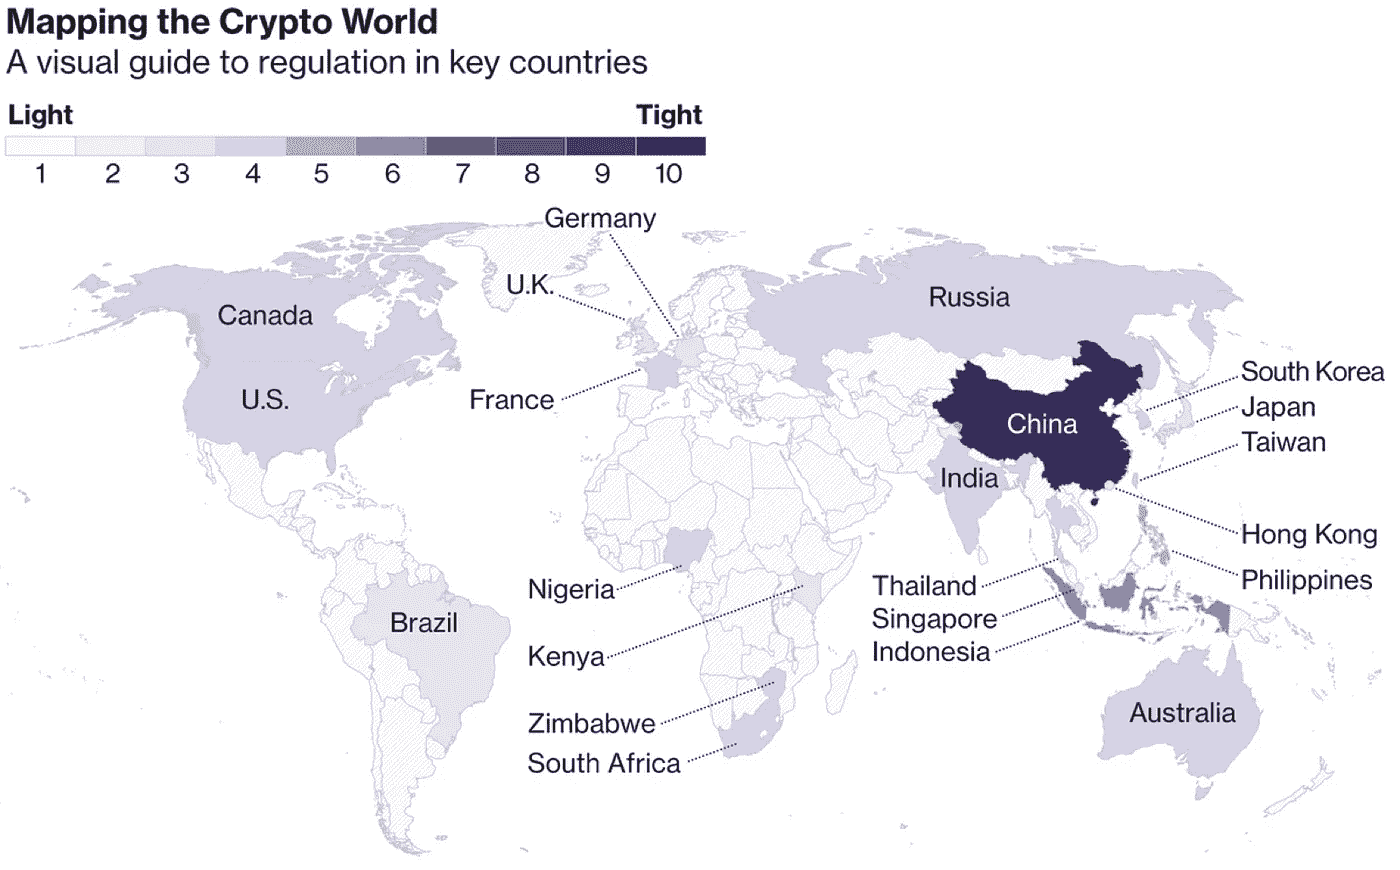 Mapping the Crypto World
A visual guide to regulation in key countries
Light Tight
1 2 3 4 5 6 7 8 9 10
Germany
U.K.
Russia
Canada
South Korea
France
U.S.
Japan
China
Taiwan
India
Hong Kong
Philippines
Nigeria
Thailand
Singapore
Brazil
Indonesia
Kenya
Australia
Zimbabwe
South Africa